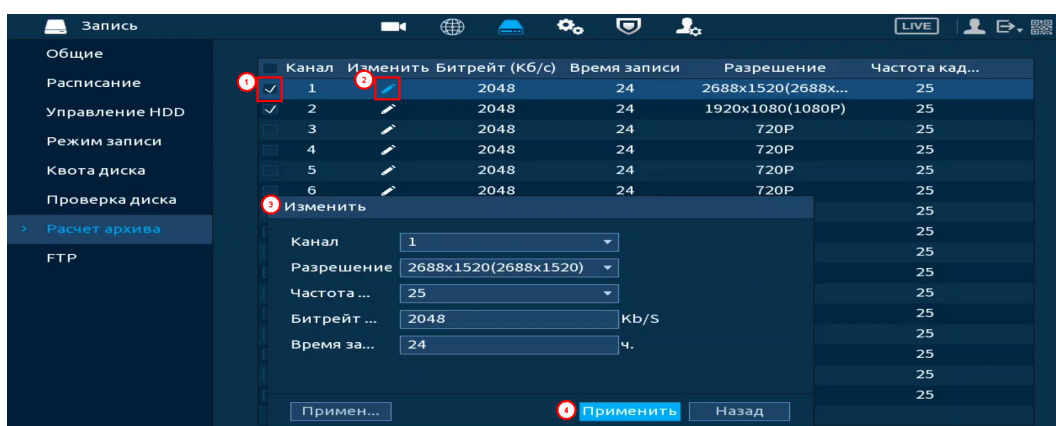 Запись
LIVE
Общие
Расписание
Управление HDD
Режим записи
Квота диска
Проверка диска
> Расчет архива
FTP
Канал Изменить Битрейт (Кб/с) Время записи Разрешение Частота кад...
1 2
1 2048 24 2688x1520(2688x... 25
2 2048 24 1920x1080(1080P) 25
3 2048 24 720P 25
4 2048 24 720P 25
5 2048 24 720P 25
6 2048 24 720P 25
25
25
25
25
25
25
25
25
25
25
3 Изменить
Канал 1
Разрешение 2688x1520(2688x1520)
Частота ... 25
Битрейт ... 2048 Kb/S
Время за... 24 ч.
Примен... 4 Применить Назад